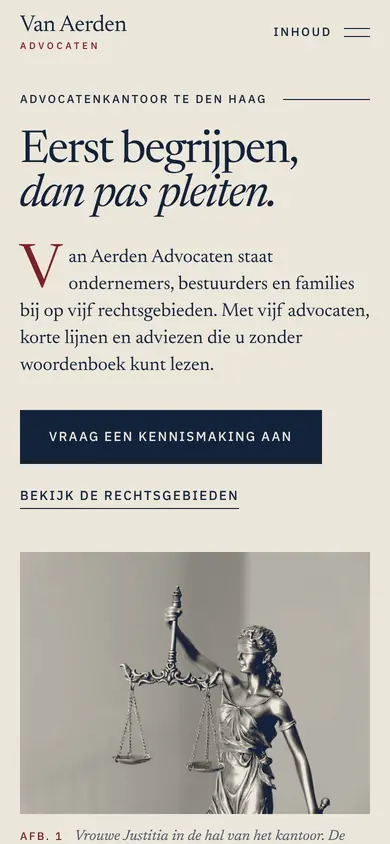 Van Aerden
ADVOCATEN
INHOUD
ADVOCATENKANTOOR TE DEN HAAG
Eerst begrijpen,
dan pas pleiten.
Van Aerden Advocaten staat
ondernemers, bestuurders en families
bij op vijf rechtsgebieden. Met vijf advocaten,
korte lijnen en adviezen die u zonder
woordenboek kunt lezen.
VRAAG EEN KENNISMAKING AAN
BEKIJK DE RECHTSGEBIEDEN
AFB. 1 Vrouwe Justitia in de hal van het kantoor. De